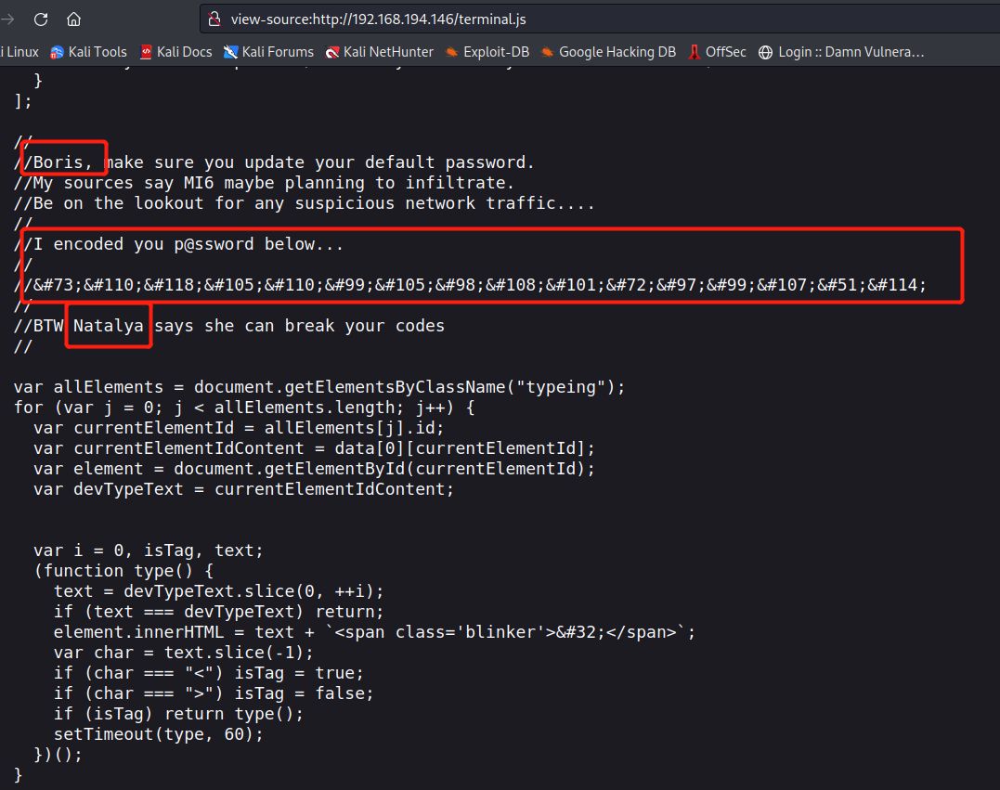 view-source:http://192.168.194.146/terminal.js
i Linux Kali Tools Kali Docs Kali Forums Kali NetHunter Exploit-DB Google Hacking DB OffSec Login :: Damn Vulnera…
  }
];
//
//Boris, make sure you update your default password.
//My sources say MI6 maybe planning to infiltrate.
//Be on the lookout for any suspicious network traffic....
//
//I encoded you p@ssword below...
//
//&#73;&#110;&#118;&#105;&#110;&#99;&#105;&#98;&#108;&#101;&#72;&#97;&#99;&#107;&#51;&#114;
//
//BTW Natalya says she can break your codes
//
var allElements = document.getElementsByClassName("typeing");
for (var j = 0; j < allElements.length; j++) {
  var currentElementId = allElements[j].id;
  var currentElementIdContent = data[0][currentElementId];
  var element = document.getElementById(currentElementId);
  var devTypeText = currentElementIdContent;
  var i = 0, isTag, text;
  (function type() {
    text = devTypeText.slice(0, ++i);
    if (text === devTypeText) return;
    element.innerHTML = text + `<span class='blinker'>&#32;</span>`;
    var char = text.slice(-1);
    if (char === "<") isTag = true;
    if (char === ">") isTag = false;
    if (isTag) return type();
    setTimeout(type, 60);
  })();
}